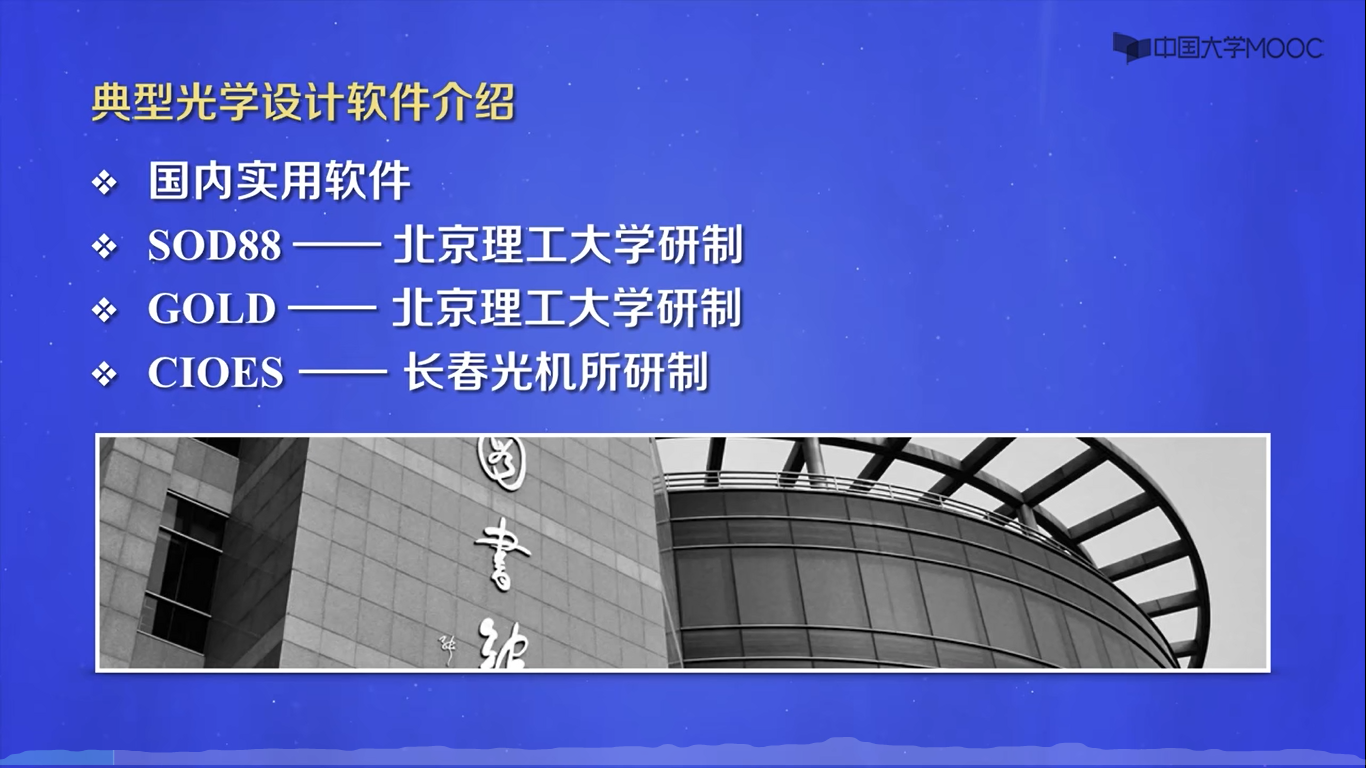 中国大学MOOC
典型光学设计软件介绍
国内实用软件
SOD88 —— 北京理工大学研制
GOLD —— 北京理工大学研制
CIOES —— 长春光机所研制
图
书
馆